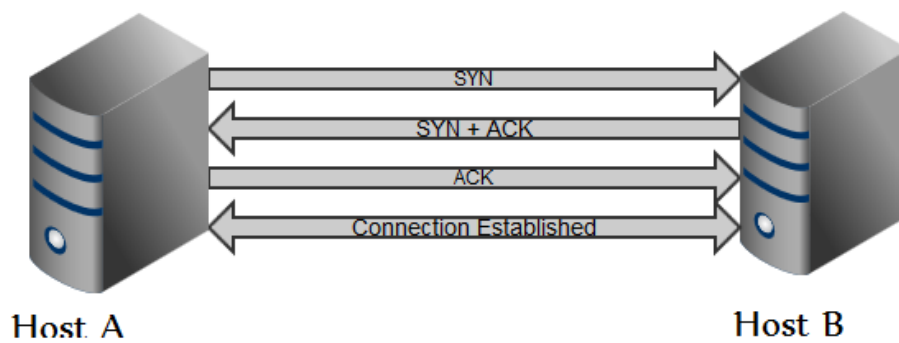 SYN
SYN + ACK
ACK
Connection Established
Host A
Host B